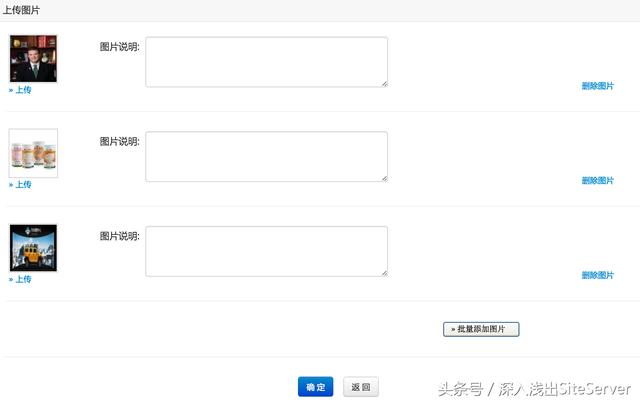 上传图片
图片说明:
» 上传
删除图片
图片说明:
» 上传
删除图片
图片说明:
» 上传
删除图片
» 批量添加图片
确 定
返 回
头条号 / 深入浅出SiteServer